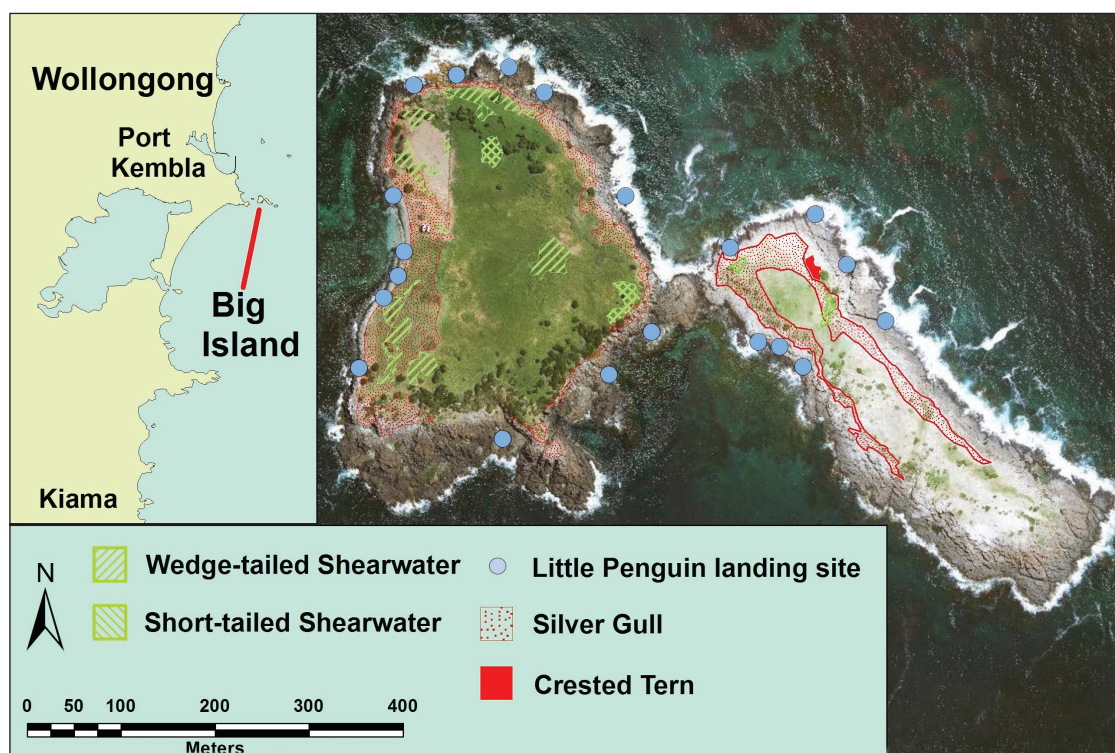 Wollongong
Port
Kembla
Big
Island
Kiama
N
Wedge-tailed Shearwater
Short-tailed Shearwater
Little Penguin landing site
Silver Gull
Crested Tern
0 50 100 200 300 400
Meters